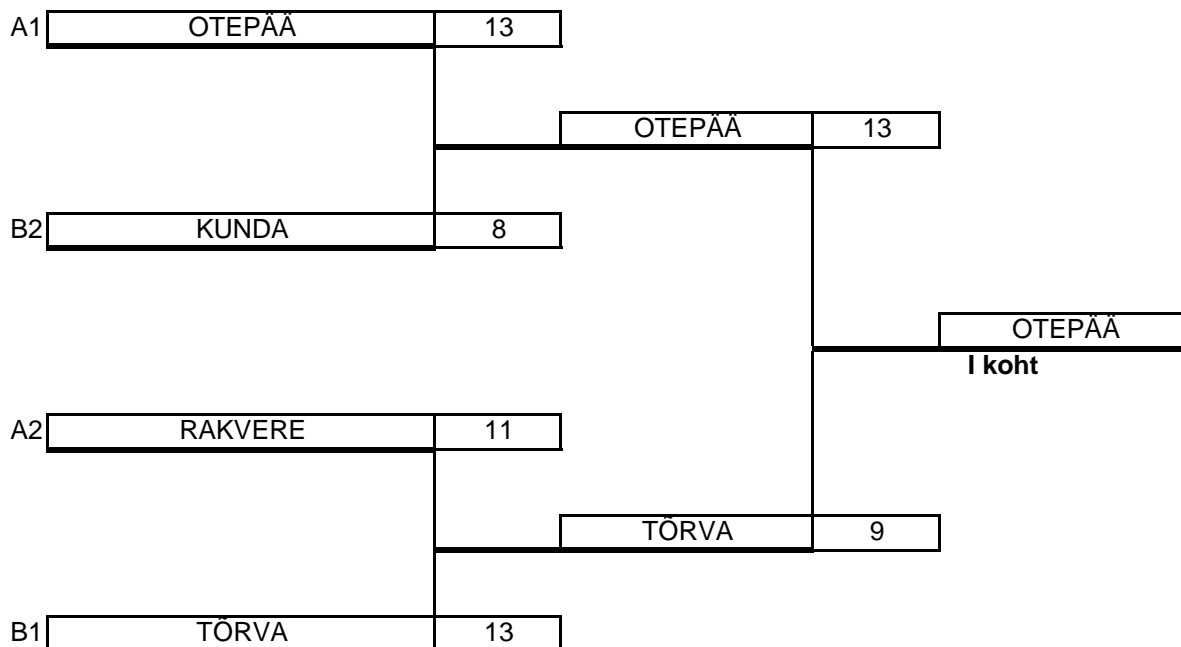 A1 OTEPÄÄ 13
OTEPÄÄ 13
B2 KUNDA 8
OTEPÄÄ
I koht
A2 RAKVERE 11
TÕRVA 9
B1 TÕRVA 13